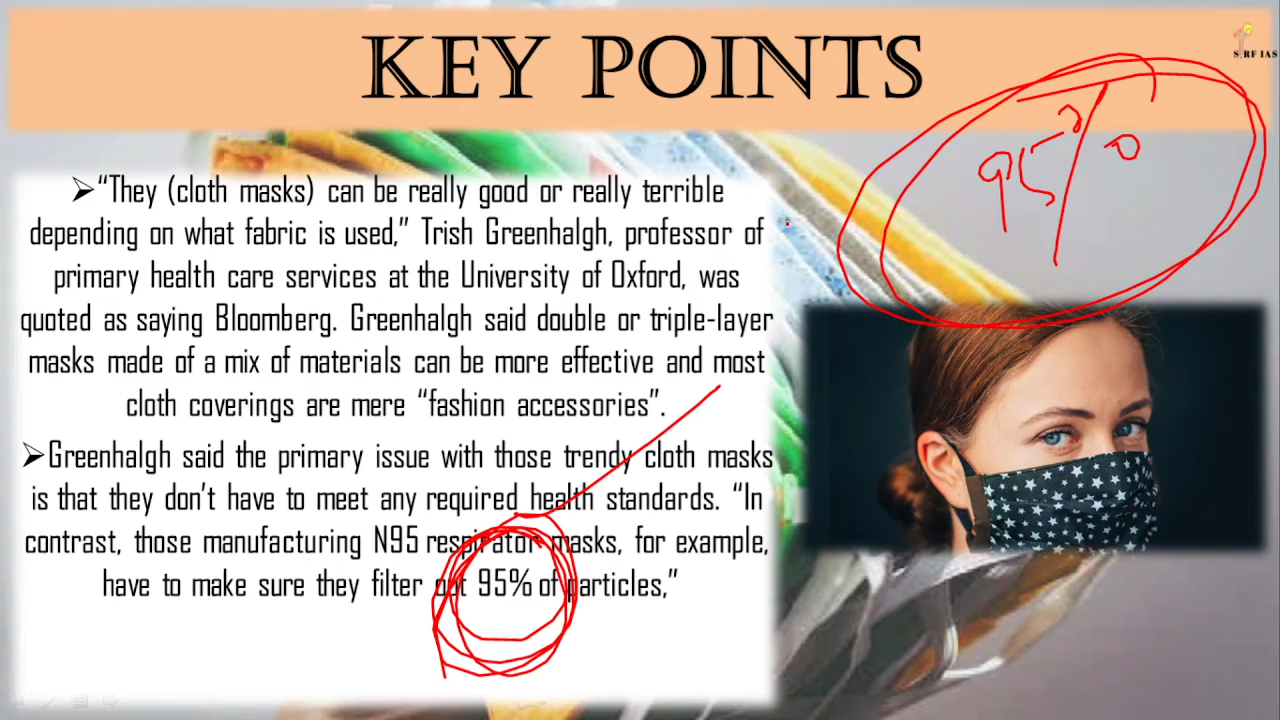 KEY POINTS
SIRF IAS
95%
➢“They (cloth masks) can be really good or really terrible
depending on what fabric is used,” Trish Greenhalgh, professor of
primary health care services at the University of Oxford, was
quoted as saying Bloomberg. Greenhalgh said double or triple-layer
masks made of a mix of materials can be more effective and most
cloth coverings are mere “fashion accessories”.
➢Greenhalgh said the primary issue with those trendy cloth masks
is that they don’t have to meet any required health standards. “In
contrast, those manufacturing N95 respirator masks, for example,
have to make sure they filter out 95% of particles,”